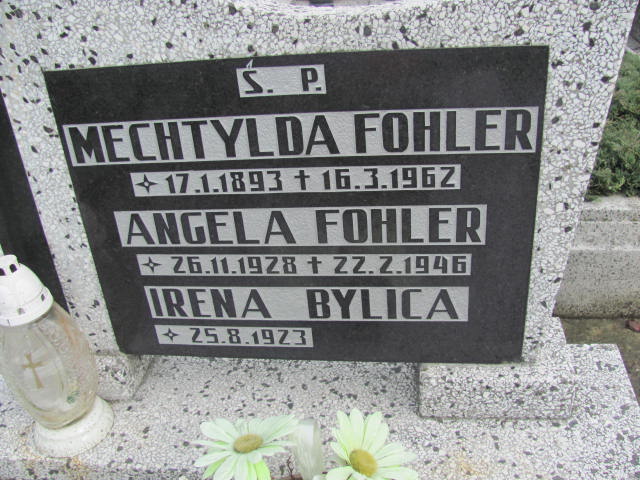 Ś. P.
MECHTYLDA FOHLER
✧ 17.1.1893 † 16.3.1962
ANGELA FOHLER
✧ 26.11.1928 † 22.2.1946
IRENA BYLICA
✧ 25.8.1923